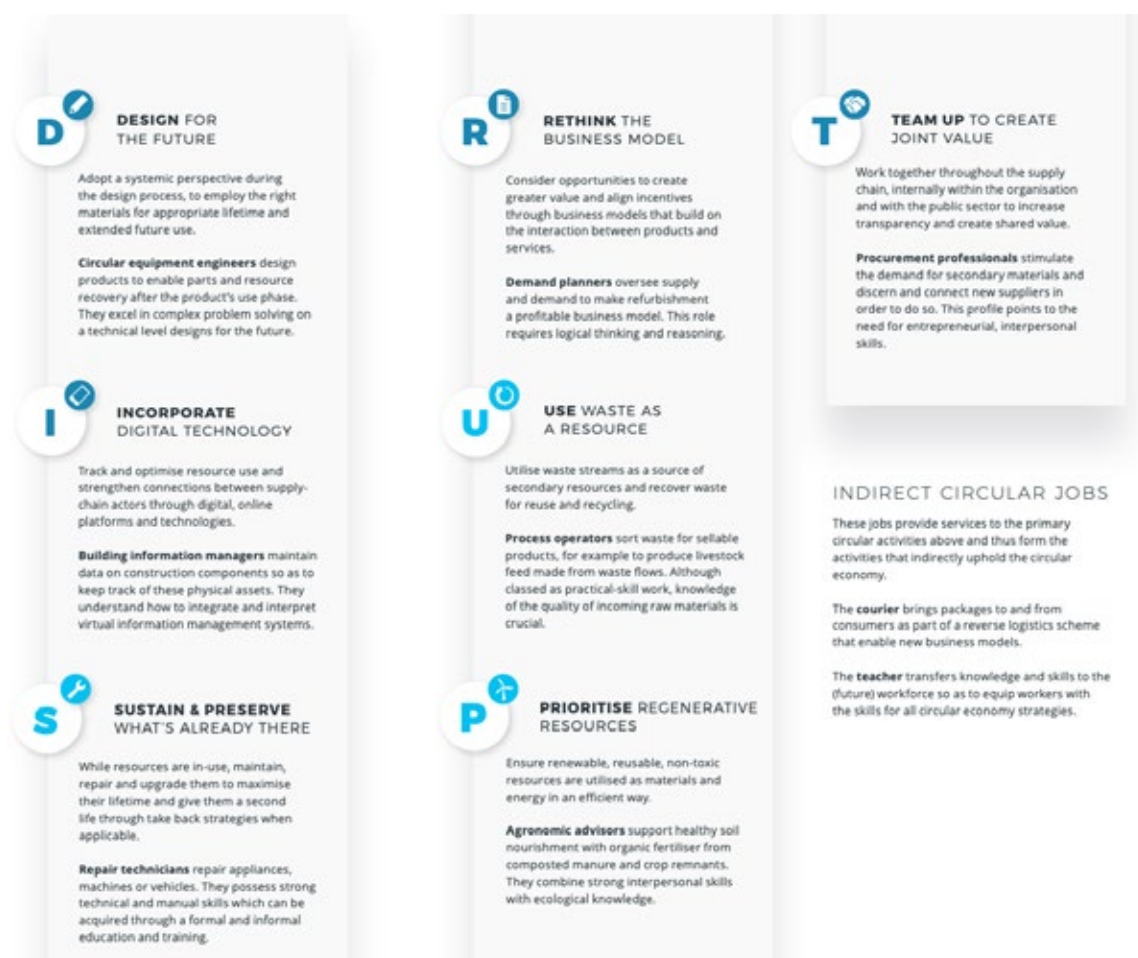 D
DESIGN FOR
THE FUTURE
Adopt a systemic perspective during
the design process, to employ the right
materials for appropriate lifetime and
extended future use.
Circular equipment engineers design
products to enable parts and resource
recovery after the product's use phase.
They excel in complex problem solving on
a technical level designs for the future.
I
INCORPORATE
DIGITAL TECHNOLOGY
Track and optimise resource use and
strengthen connections between supply-
chain actors through digital, online
platforms and technologies.
Building information managers maintain
data on construction components so as to
keep track of these physical assets. They
understand how to integrate and interpret
virtual information management systems.
S
SUSTAIN & PRESERVE
WHAT'S ALREADY THERE
While resources are in-use, maintain,
repair and upgrade them to maximise
their lifetime and give them a second
life through take back strategies when
applicable.
Repair technicians repair appliances,
machines or vehicles. They possess strong
technical and manual skills which can be
acquired through a formal and informal
education and training.
R
RETHINK THE
BUSINESS MODEL
Consider opportunities to create
greater value and align incentives
through business models that build on
the interaction between products and
services.
Demand planners oversee supply
and demand to make refurbishment
a profitable business model. This role
requires logical thinking and reasoning.
U
USE WASTE AS
A RESOURCE
Utilise waste streams as a source of
secondary resources and recover waste
for reuse and recycling.
Process operators sort waste for sellable
products, for example to produce livestock
feed made from waste flows. Although
classed as practical-skill work, knowledge
of the quality of incoming raw materials is
crucial.
P
PRIORITISE REGENERATIVE
RESOURCES
Ensure renewable, reusable, non-toxic
resources are utilised as materials and
energy in an efficient way.
Agronomic advisors support healthy soil
nourishment with organic fertiliser from
composted manure and crop remnants.
They combine strong interpersonal skills
with ecological knowledge.
T
TEAM UP TO CREATE
JOINT VALUE
Work together throughout the supply
chain, internally within the organisation
and with the public sector to increase
transparency and create shared value.
Procurement professionals stimulate
the demand for secondary materials and
discern and connect new suppliers in
order to do so. This profile points to the
need for entrepreneurial, interpersonal
skills.
INDIRECT CIRCULAR JOBS
These jobs provide services to the primary
circular activities above and thus form the
activities that indirectly uphold the circular
economy.
The courier brings packages to and from
consumers as part of a reverse logistics scheme
that enable new business models.
The teacher transfers knowledge and skills to the
(future) workforce so as to equip workers with
the skills for all circular economy strategies.